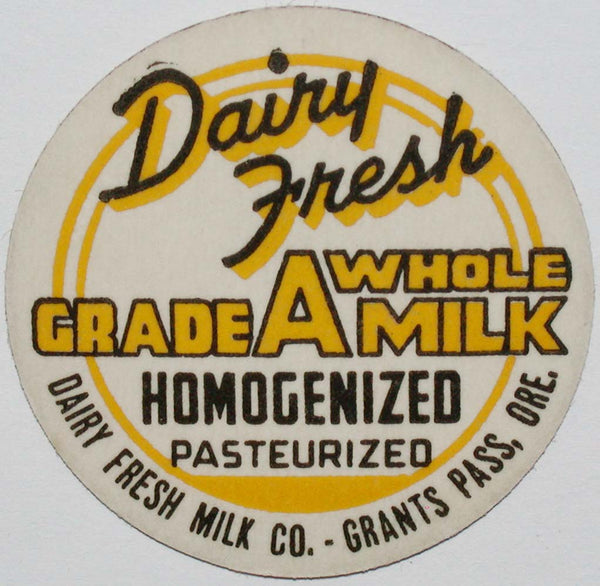 Dairy
Fresh
WHOLE
GRADE A MILK
HOMOGENIZED
PASTEURIZED
DAIRY FRESH MILK CO. - GRANTS PASS, ORE.